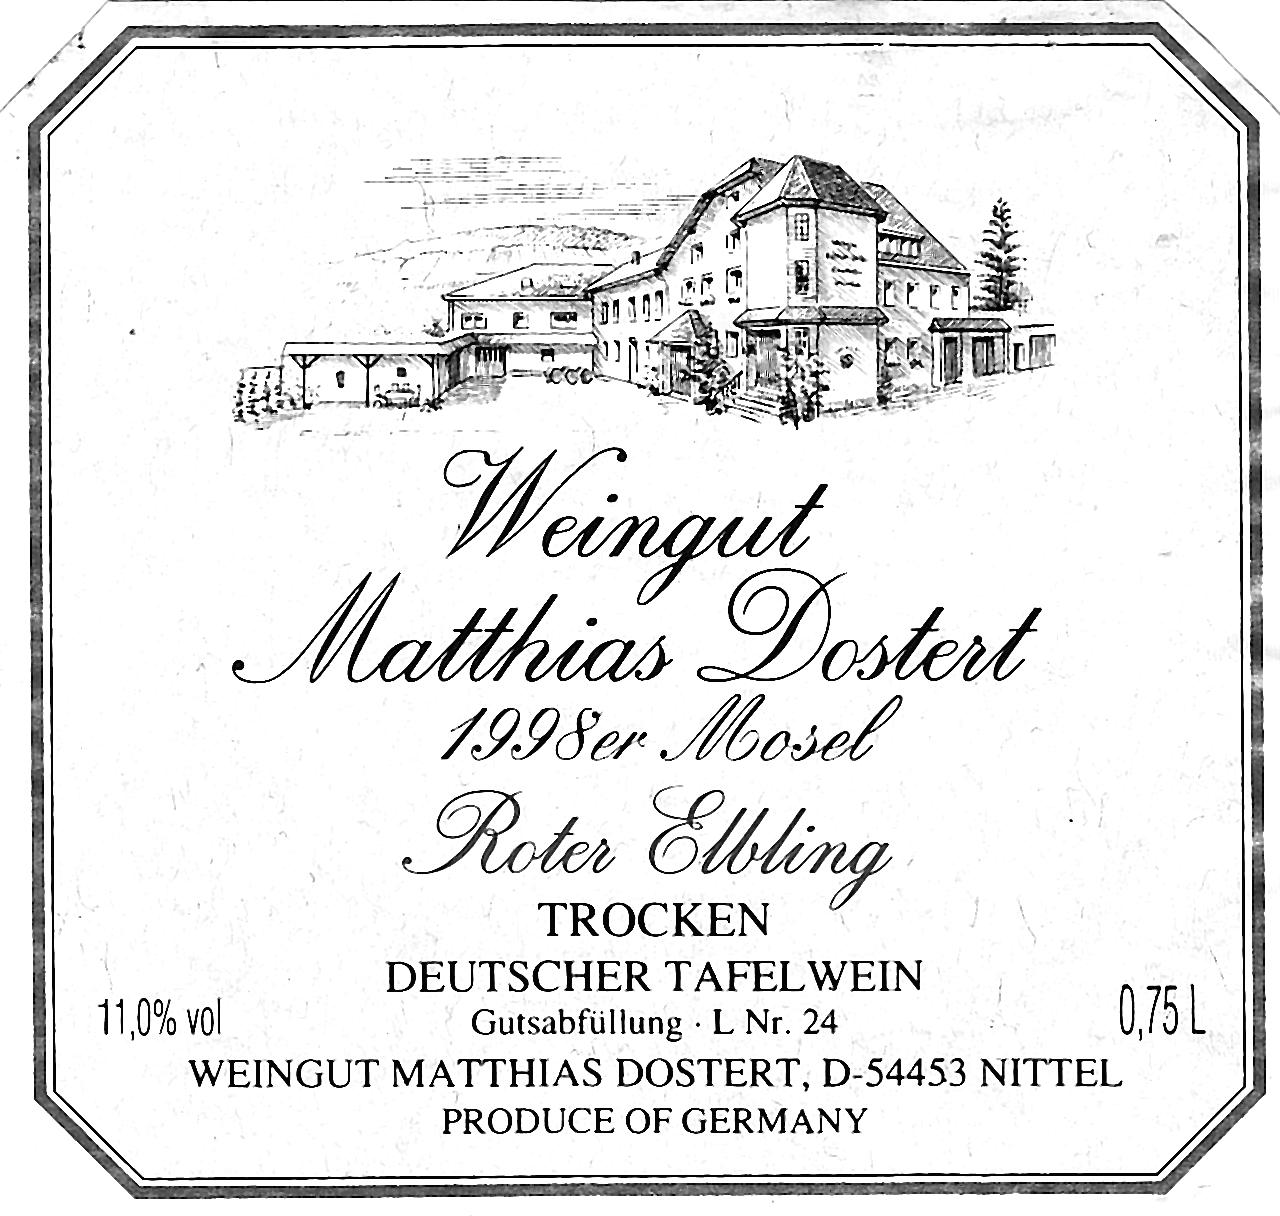 Weingut
Matthias Dostert
1998er Mosel
Roter Elbling
TROCKEN
DEUTSCHER TAFELWEIN
11,0% vol
Gutsabfüllung · L Nr. 24
0,75 L
WEINGUT MATTHIAS DOSTERT, D-54453 NITTEL
PRODUCE OF GERMANY